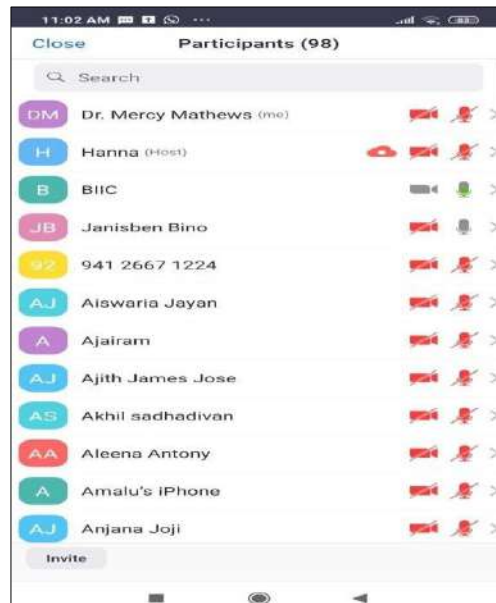 11:02 AM
Close Participants (98)
Search
DM Dr. Mercy Mathews (me)
H Hanna (Host)
B BIIC
JB Janisben Bino
92 941 2667 1224
AJ Aiswaria Jayan
A Ajairam
AJ Ajith James Jose
AS Akhil sadhadivan
AA Aleena Antony
A Amalu's iPhone
AJ Anjana Joji
Invite